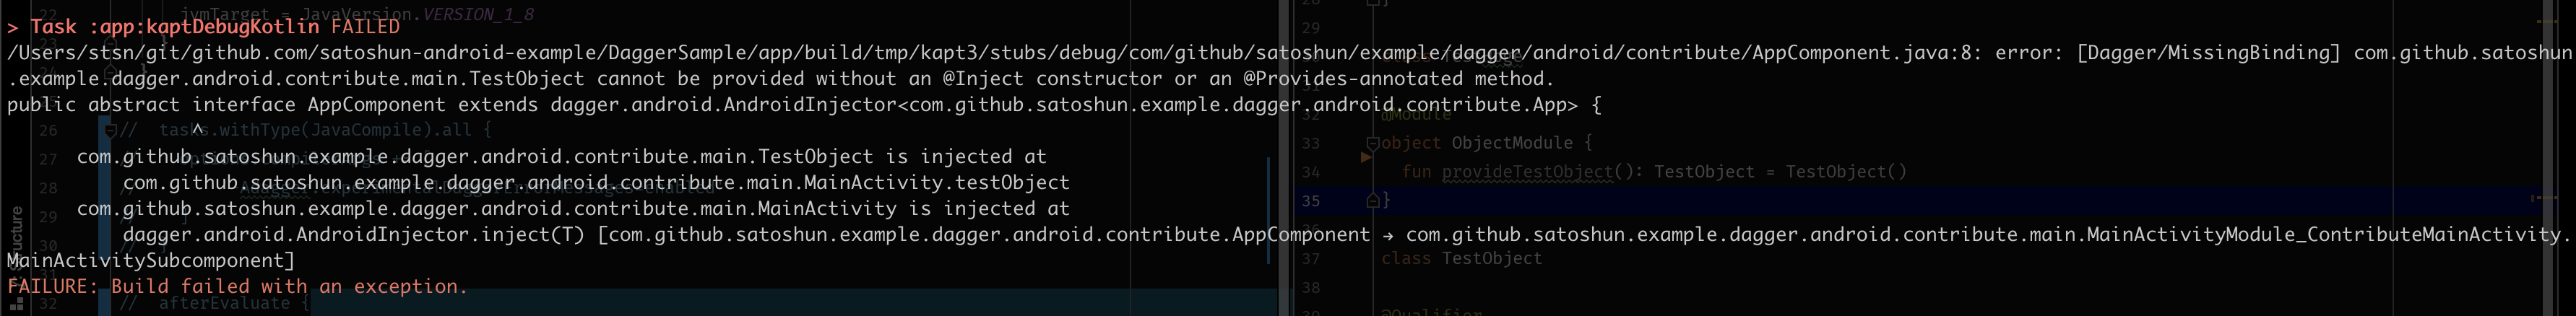 22 jvmTarget = JavaVersion.VERSION_1_8
> Task :app:kaptDebugKotlin FAILED
/Users/stsn/git/github.com/satoshun-android-example/DaggerSample/app/build/tmp/kapt3/stubs/debug/com/github/satoshun/example/dagger/android/contribute/AppComponent.java:8: error: [Dagger/MissingBinding] com.github.satoshun
.example.dagger.android.contribute.main.TestObject cannot be provided without an @Inject constructor or an @Provides-annotated method.
public abstract interface AppComponent extends dagger.android.AndroidInjector<com.github.satoshun.example.dagger.android.contribute.App> {
^
com.github.satoshun.example.dagger.android.contribute.main.TestObject is injected at
com.github.satoshun.example.dagger.android.contribute.main.MainActivity.testObject
com.github.satoshun.example.dagger.android.contribute.main.MainActivity is injected at
dagger.android.AndroidInjector.inject(T) [com.github.satoshun.example.dagger.android.contribute.AppComponent → com.github.satoshun.example.dagger.android.contribute.main.MainActivityModule_ContributeMainActivity.
MainActivitySubcomponent]
FAILURE: Build failed with an exception.
26 // tasks.withType(JavaCompile).all {
27
28
29
30
31
32 // afterEvaluate {
Structure
29
32 @Module
33 object ObjectModule {
34 fun provideTestObject(): TestObject = TestObject()
35 }
37 class TestObject
38
@Qualifier